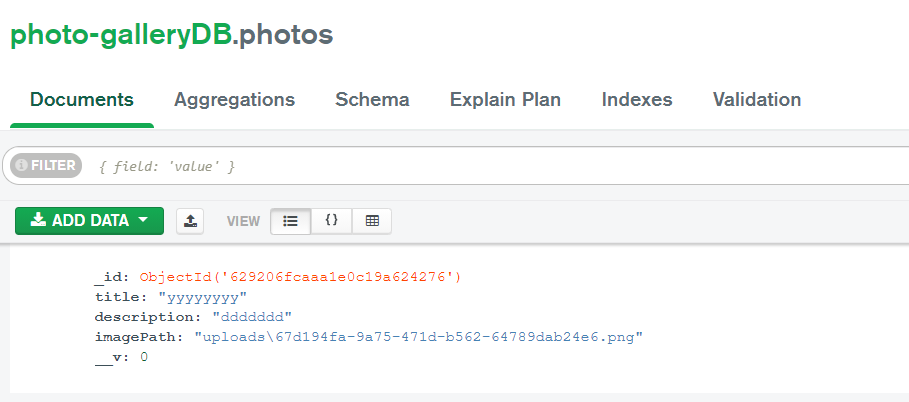 photo-galleryDB.photos
Documents Aggregations Schema Explain Plan Indexes Validation
FILTER { field: 'value' }
ADD DATA VIEW {}
_id: ObjectId('629206fcaaa1e0c19a624276')
title: "yyyyyyyy"
description: "ddddddd"
imagePath: "uploads\67d194fa-9a75-471d-b562-64789dab24e6.png"
__v: 0